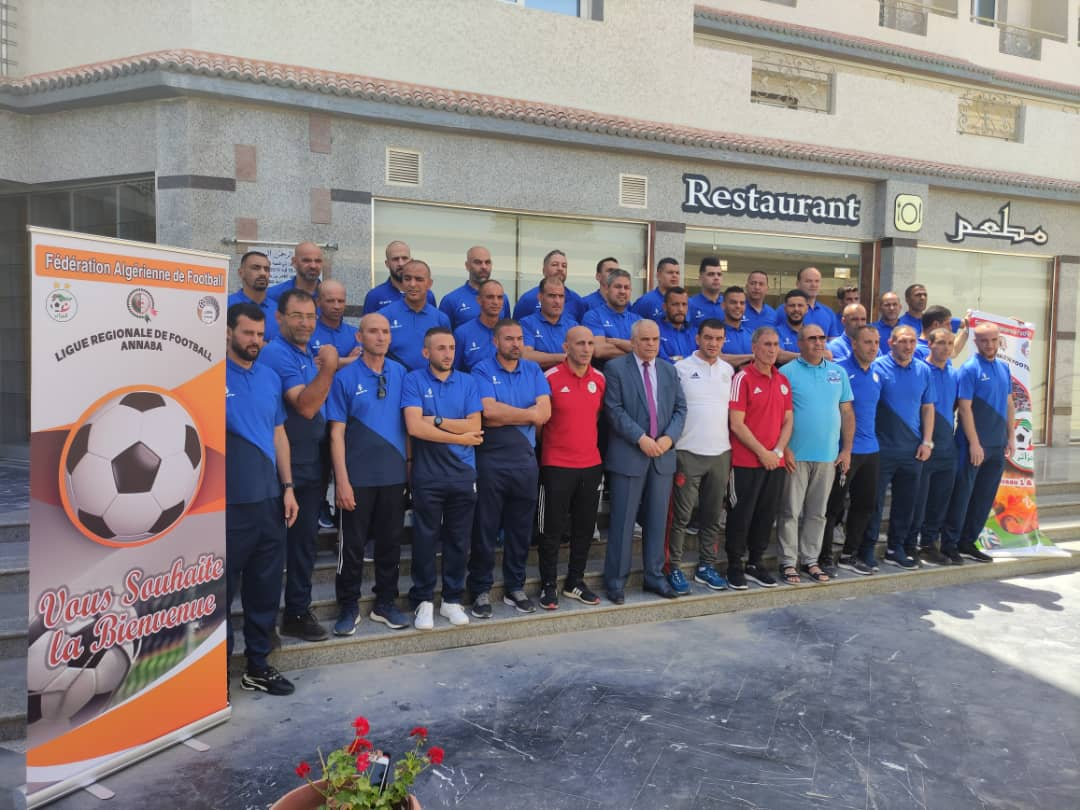 Fédération Algérienne de Football
LIGUE REGIONALE DE FOOTBALL
ANNABA
Vous Souhaite
la Bienvenue
Restaurant
مطعم